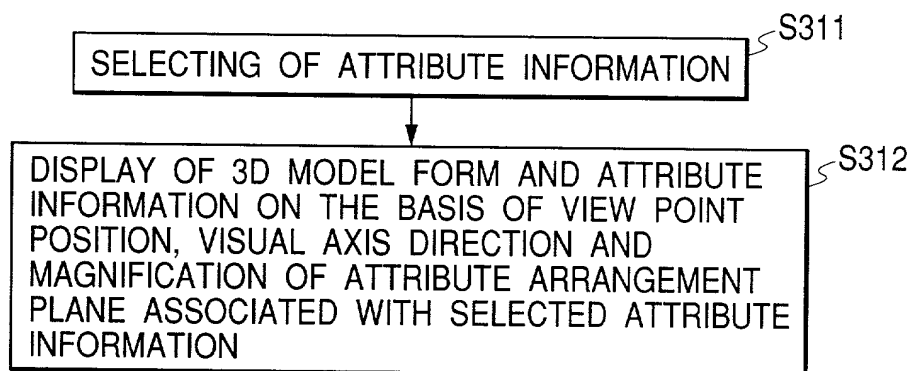 S311
SELECTING OF ATTRIBUTE INFORMATION
S312
DISPLAY OF 3D MODEL FORM AND ATTRIBUTE
INFORMATION ON THE BASIS OF VIEW POINT
POSITION, VISUAL AXIS DIRECTION AND
MAGNIFICATION OF ATTRIBUTE ARRANGEMENT
PLANE ASSOCIATED WITH SELECTED ATTRIBUTE
INFORMATION